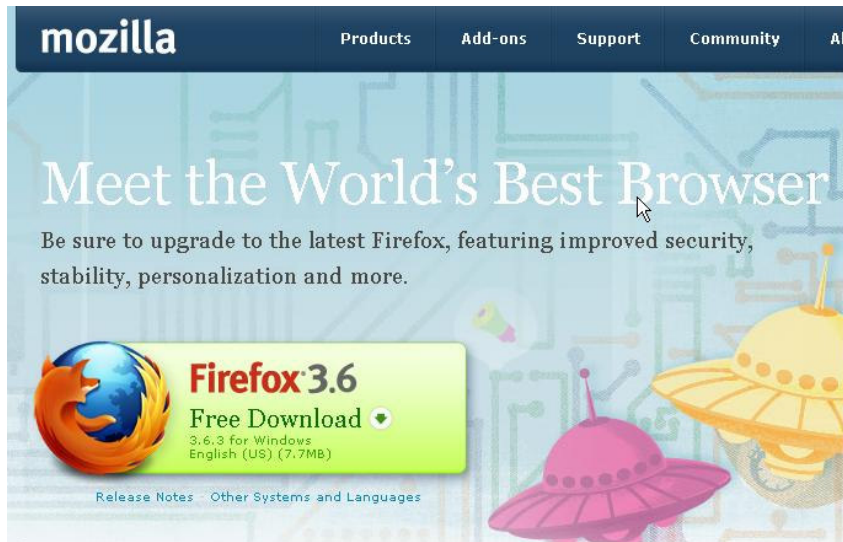 mozilla
Products Add-ons Support Community
Meet the World's Best Browser
Be sure to upgrade to the latest Firefox, featuring improved security,
stability, personalization and more.
Firefox 3.6
Free Download
3.6.3 for Windows
English (US) (7.7MB)
Release Notes · Other Systems and Languages